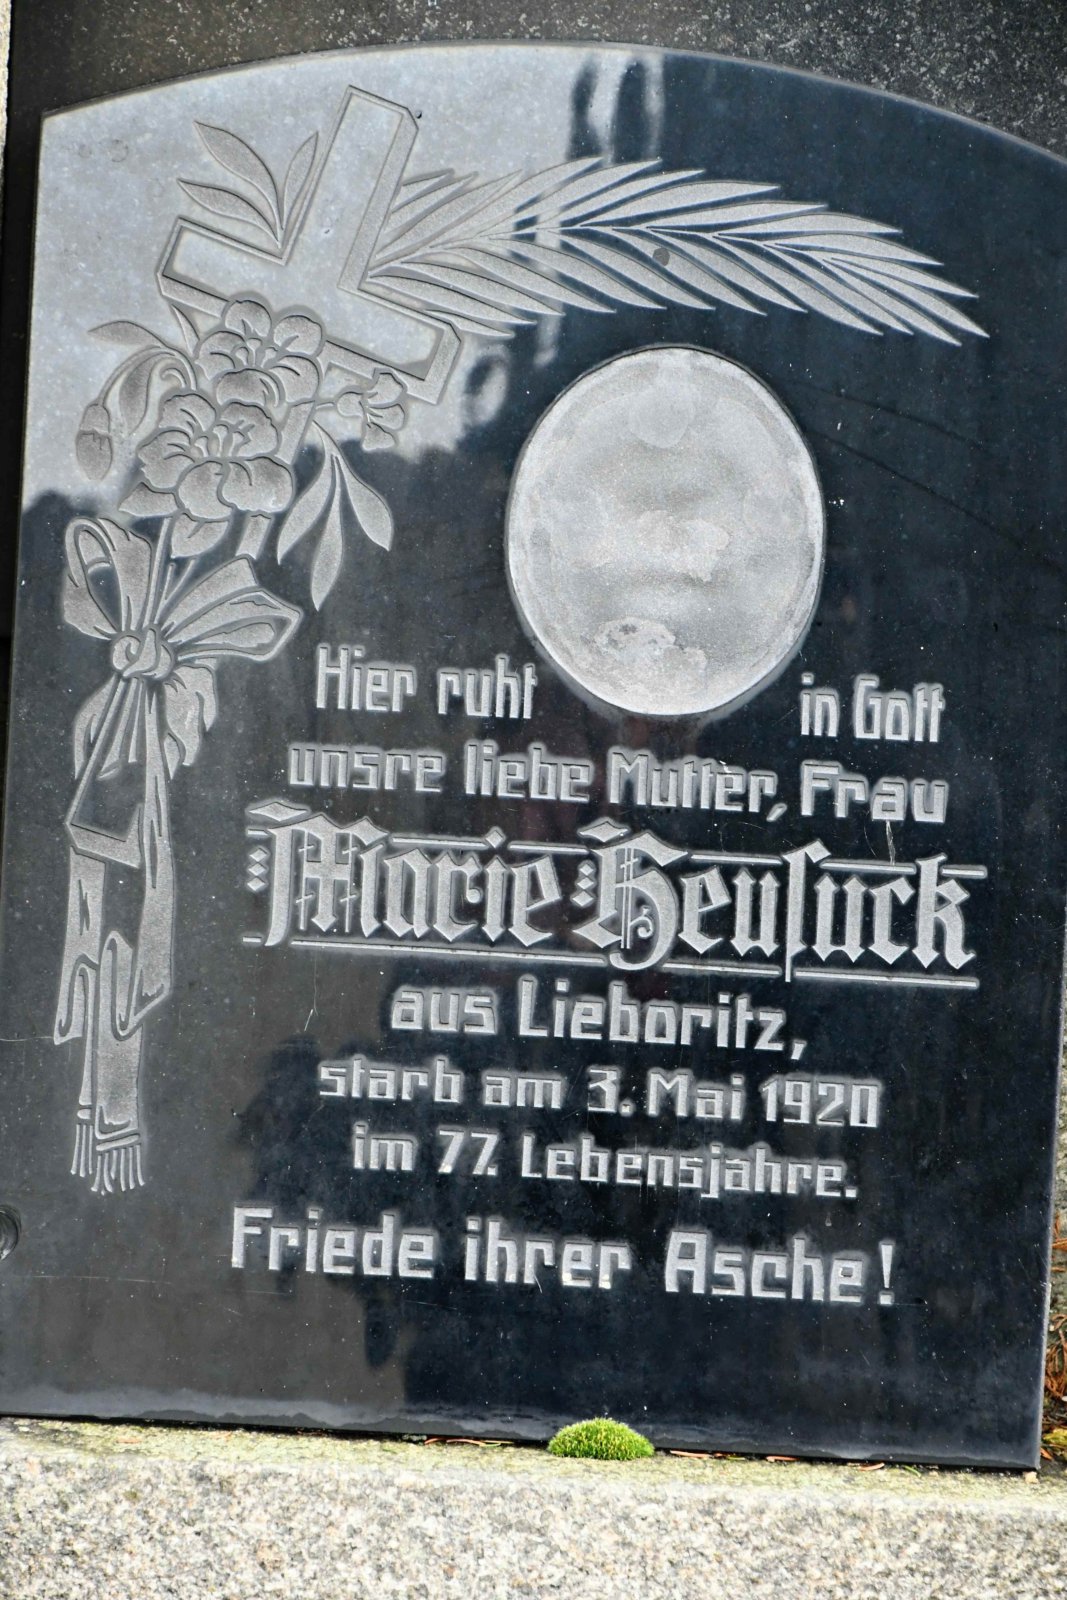 Hier ruht in Gott
unsre liebe Mutter, Frau
Marie Heusuck
aus Lieboritz,
starb am 3. Mai 1920
im 77. Lebensjahre.
Friede ihrer Asche!